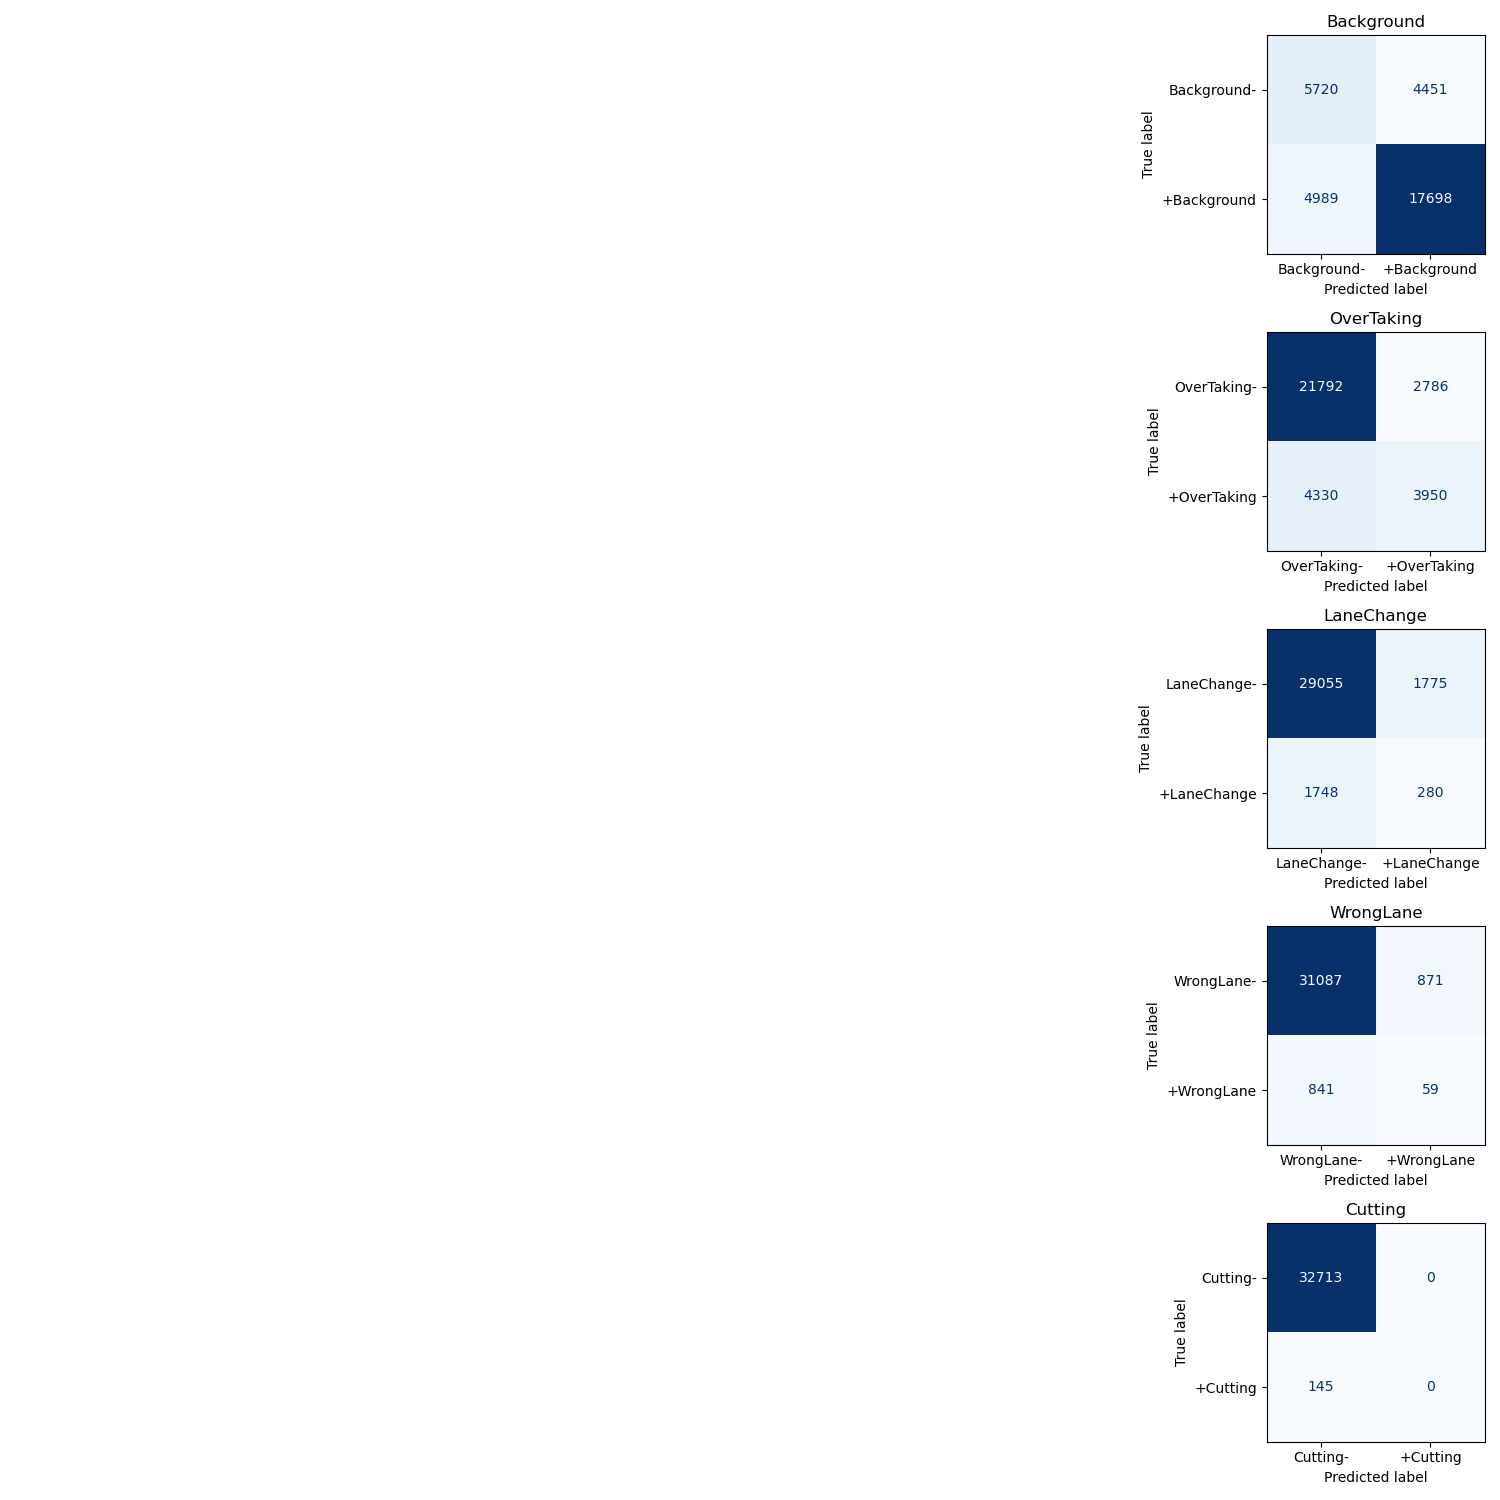 Background
Background- 5720 4451
True label
+Background 4989 17698
Background- +Background
Predicted label
OverTaking
OverTaking- 21792 2786
True label
+OverTaking 4330 3950
OverTaking- +OverTaking
Predicted label
LaneChange
LaneChange- 29055 1775
True label
+LaneChange 1748 280
LaneChange- +LaneChange
Predicted label
WrongLane
WrongLane- 31087 871
True label
+WrongLane 841 59
WrongLane- +WrongLane
Predicted label
Cutting
Cutting- 32713 0
True label
+Cutting 145 0
Cutting- +Cutting
Predicted label